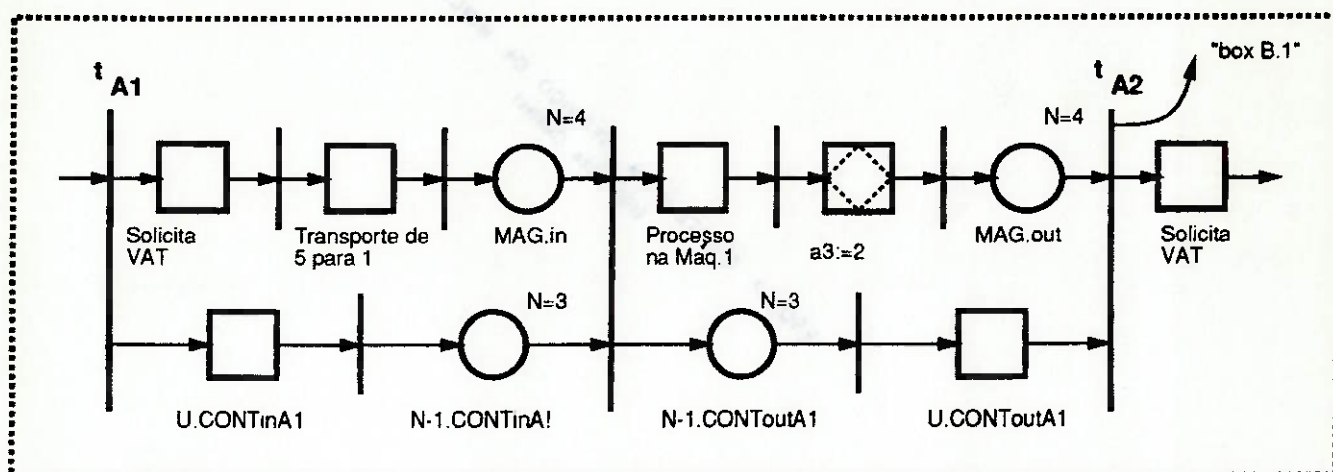 t A1
t A2
"box B.1"
N=4
N=4
Solicita
VAT
Transporte de
5 para 1
MAG.in
Processo
na Máq.1
a3:=2
MAG.out
Solicita
VAT
N=3
N=3
U.CONTinA1
N-1.CONTinA!
N-1.CONToutA1
U.CONToutA1